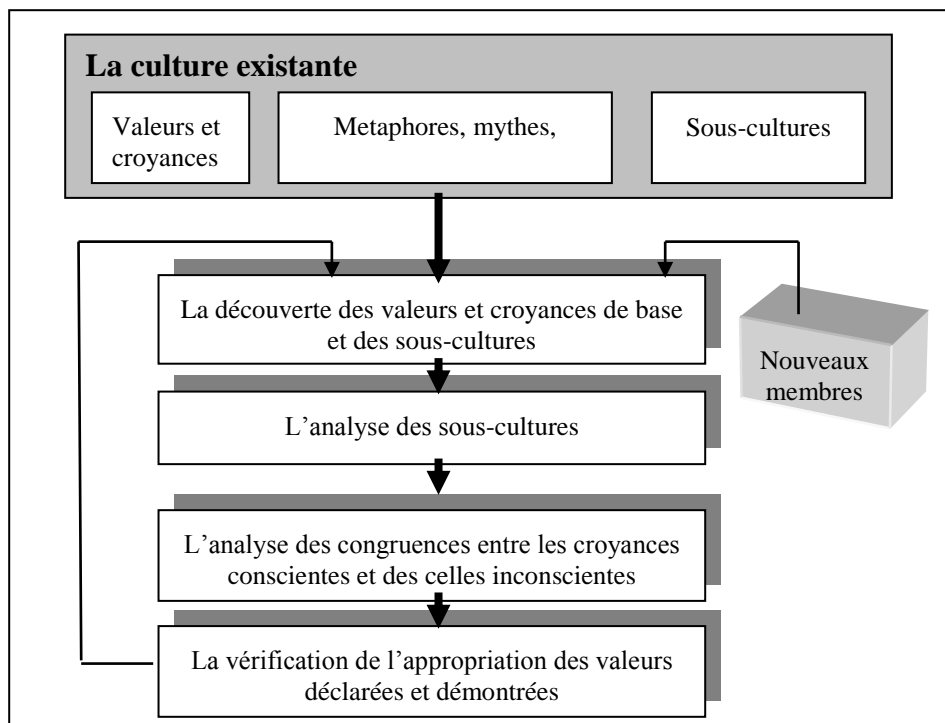 La culture existante
Valeurs et
croyances
Metaphores, mythes,
Sous-cultures
La découverte des valeurs et croyances de base
et des sous-cultures
Nouveaux
membres
L’analyse des sous-cultures
L’analyse des congruences entre les croyances
conscientes et des celles inconscientes
La vérification de l’appropriation des valeurs
déclarées et démontrées